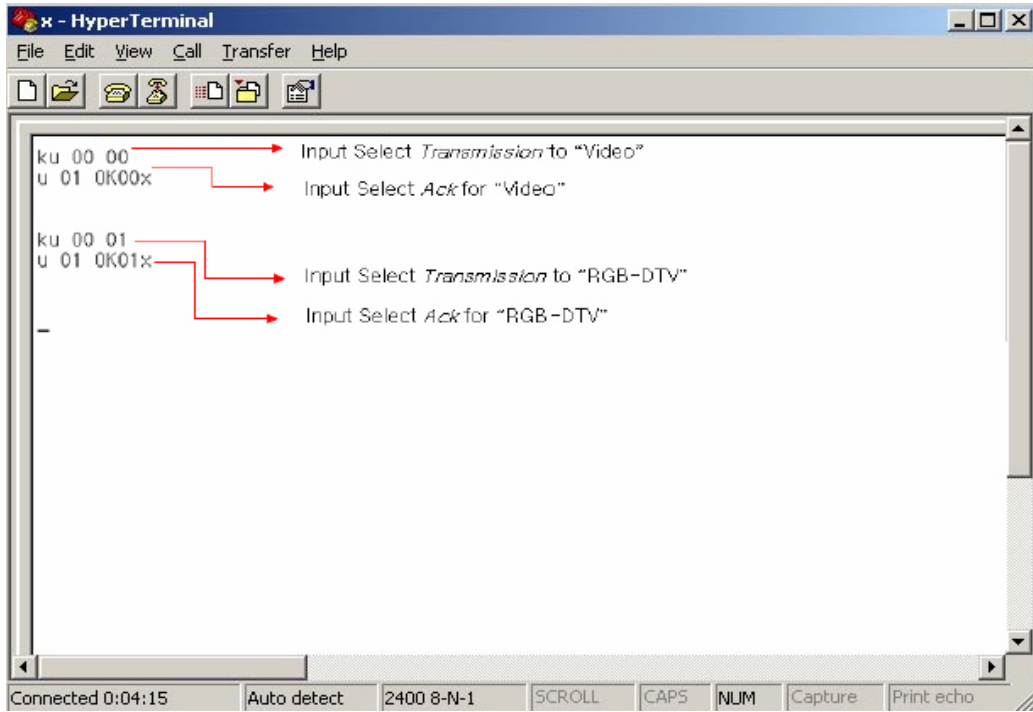 x - HyperTerminal
File Edit View Call Transfer Help
ku 00 00
Input Select Transmission to "Video"
u 01 0K00x
Input Select Ack for "Video"
ku 00 01
u 01 0K01x
Input Select Transmission to "RGB-DTV"
Input Select Ack for "RGB-DTV"
Connected 0:04:15 Auto detect 2400 8-N-1 SCROLL CAPS NUM Capture Print echo